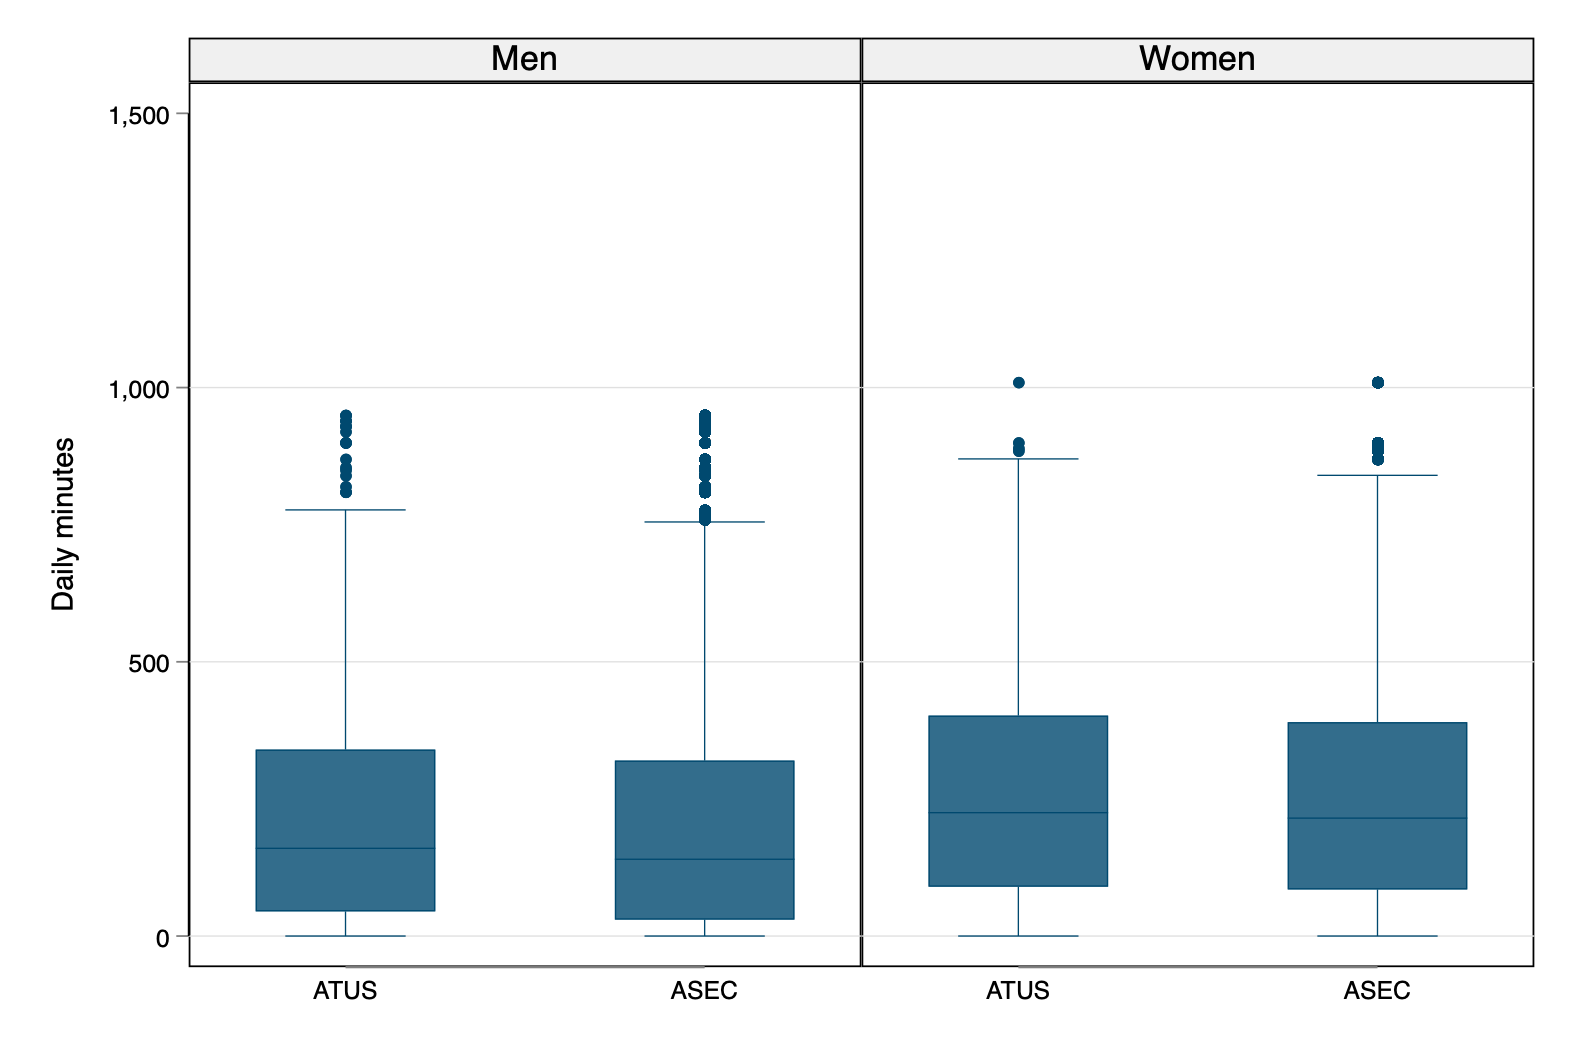 Men
Women
1,500
1,000
500
0
Daily minutes
ATUS
ASEC
ATUS
ASEC